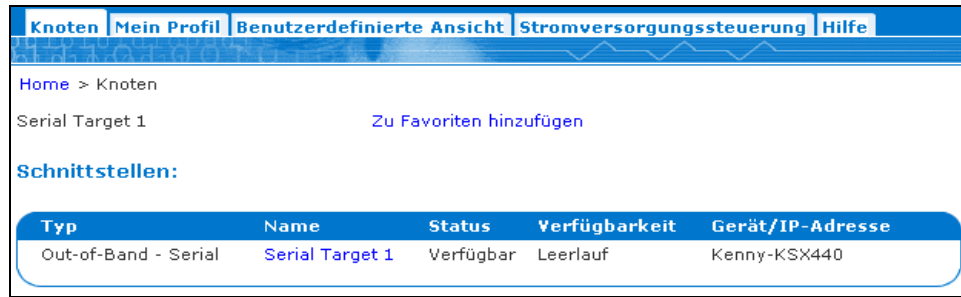 Knoten Mein Profil Benutzerdefinierte Ansicht Stromversorgungssteuerung Hilfe
Home > Knoten
Serial Target 1 Zu Favoriten hinzufügen
Schnittstellen:
Typ Name Status Verfügbarkeit Gerät/IP-Adresse
Out-of-Band - Serial Serial Target 1 Verfügbar Leerlauf Kenny-KSX440